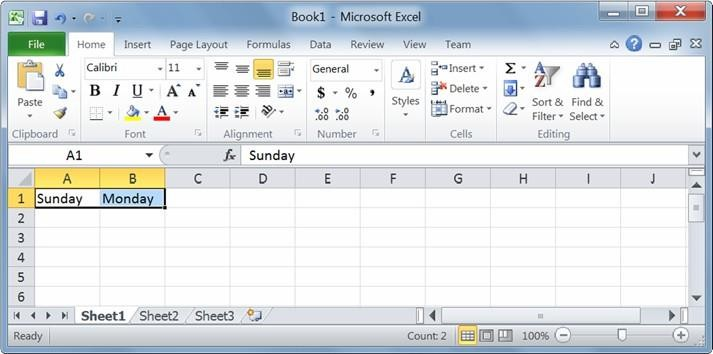 Book1 - Microsoft Excel
File Home Insert Page Layout Formulas Data Review View Team
Calibri 11 General Insert Σ
Paste B I U A A $ % , Styles Delete Sort & Filter Find & Select
A Format
Clipboard Font Alignment Number Cells Editing
A1 fx Sunday
A B C D E F G H I J
1 Sunday Monday
2
3
4
5
6
Sheet1 Sheet2 Sheet3
Ready Count: 2 100%